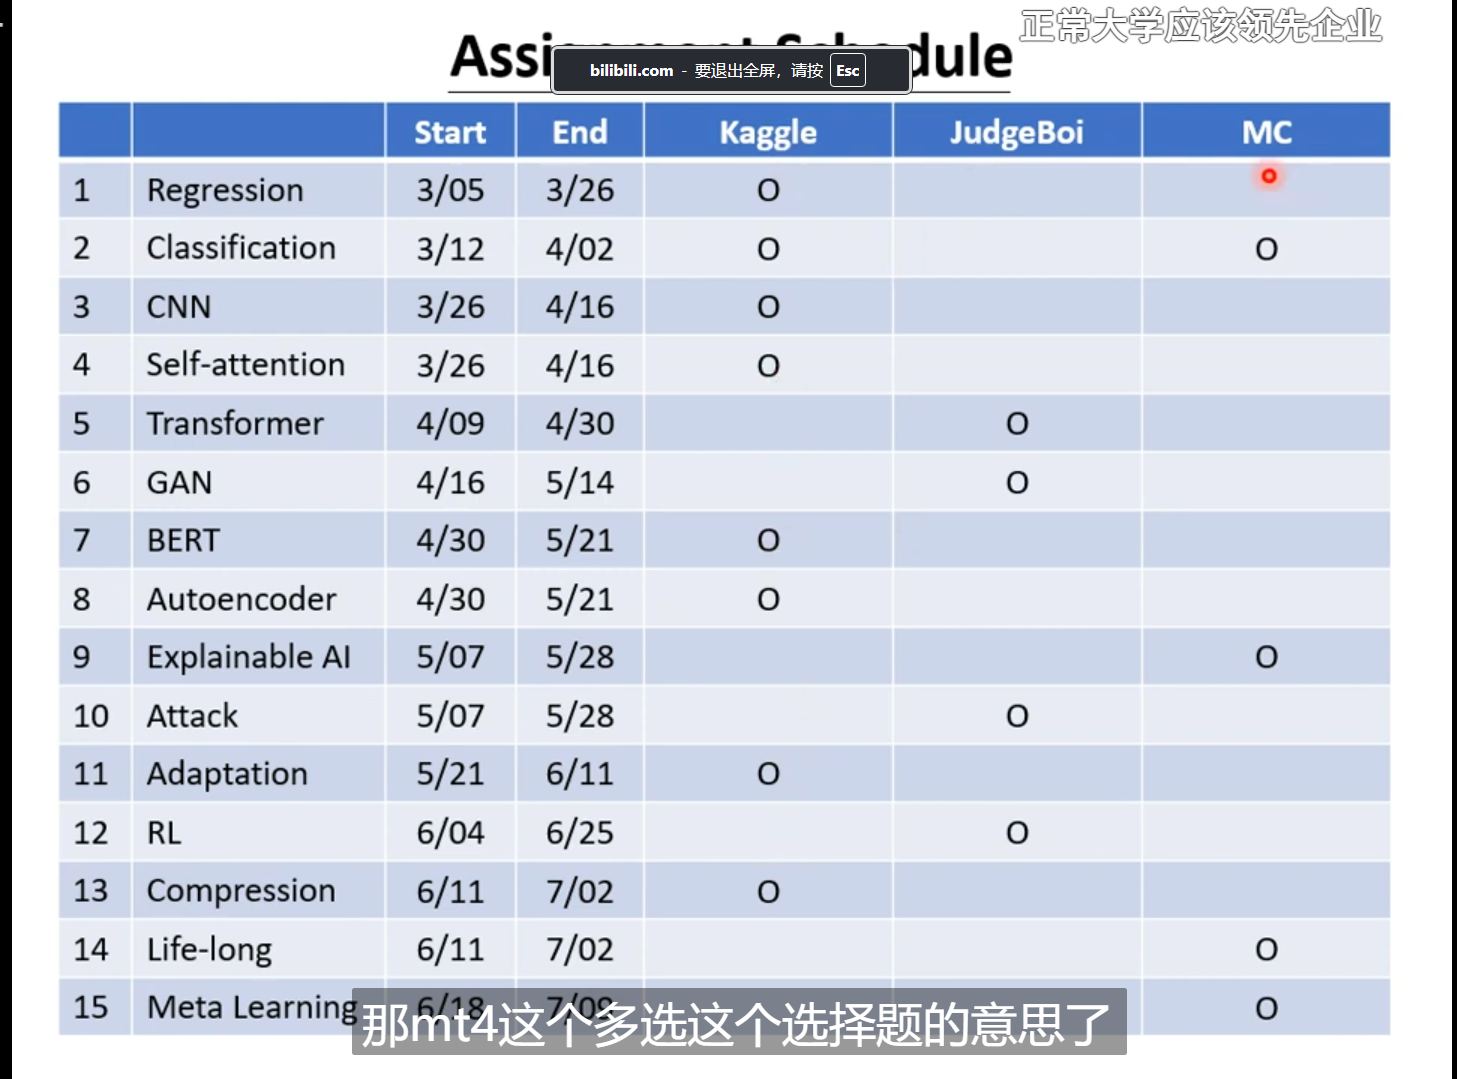 正常大学应该领先企业
bilibili.com - 要退出全屏，请按 Esc
Start End Kaggle JudgeBoi MC
1 Regression 3/05 3/26 O
2 Classification 3/12 4/02 O O
3 CNN 3/26 4/16 O
4 Self-attention 3/26 4/16 O
5 Transformer 4/09 4/30 O
6 GAN 4/16 5/14 O
7 BERT 4/30 5/21 O
8 Autoencoder 4/30 5/21 O
9 Explainable AI 5/07 5/28 O
10 Attack 5/07 5/28 O
11 Adaptation 5/21 6/11 O
12 RL 6/04 6/25 O
13 Compression 6/11 7/02 O
14 Life-long 6/11 7/02 O
15 Meta Learning 6/18 7/09 O
那mt4这个多选这个选择题的意思了